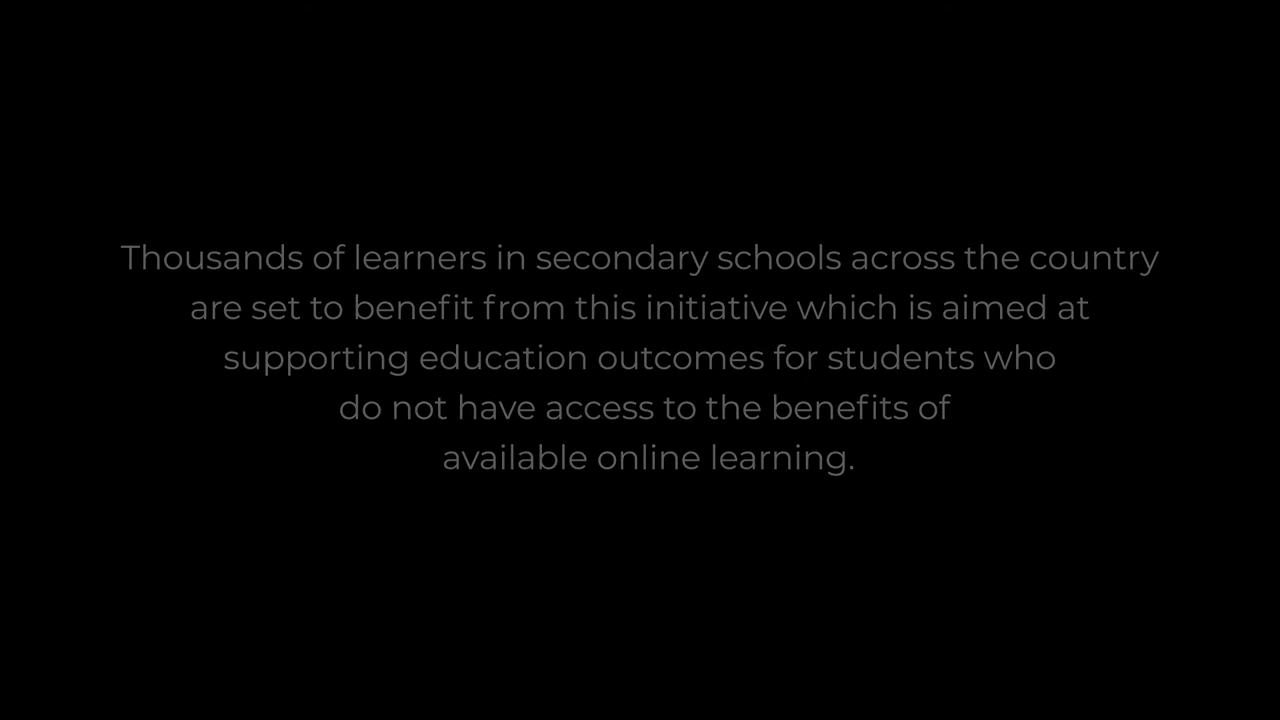 Thousands of learners in secondary schools across the country
are set to benefit from this initiative which is aimed at
supporting education outcomes for students who
do not have access to the benefits of
available online learning.